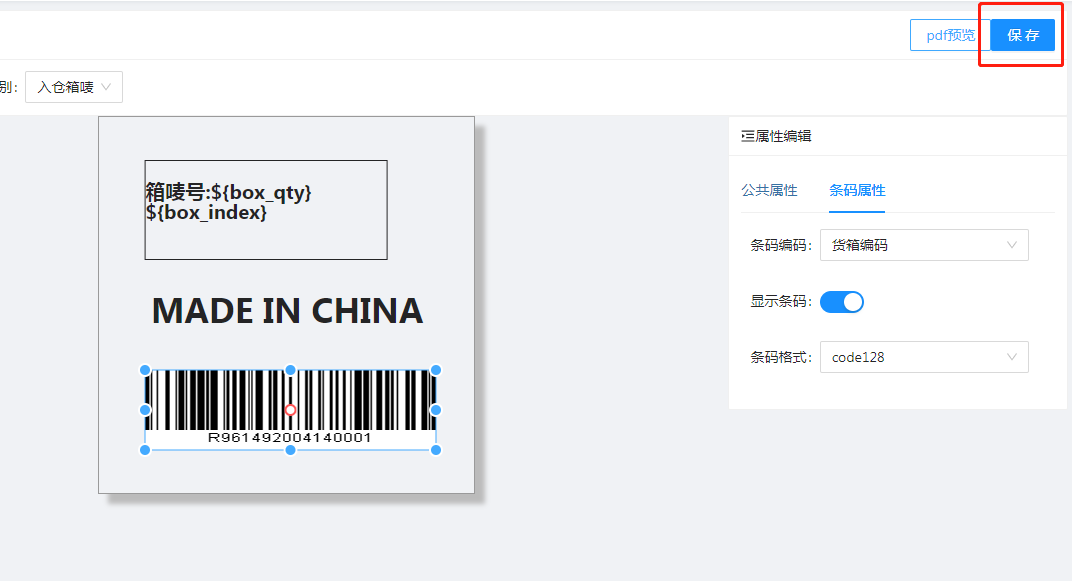 pdf预览
保 存
别:
入仓箱唛
箱唛号:${box_qty}
${box_index}
MADE IN CHINA
R961492004140001
属性编辑
公共属性
条码属性
条码编码:
货箱编码
显示条码:
条码格式:
code128